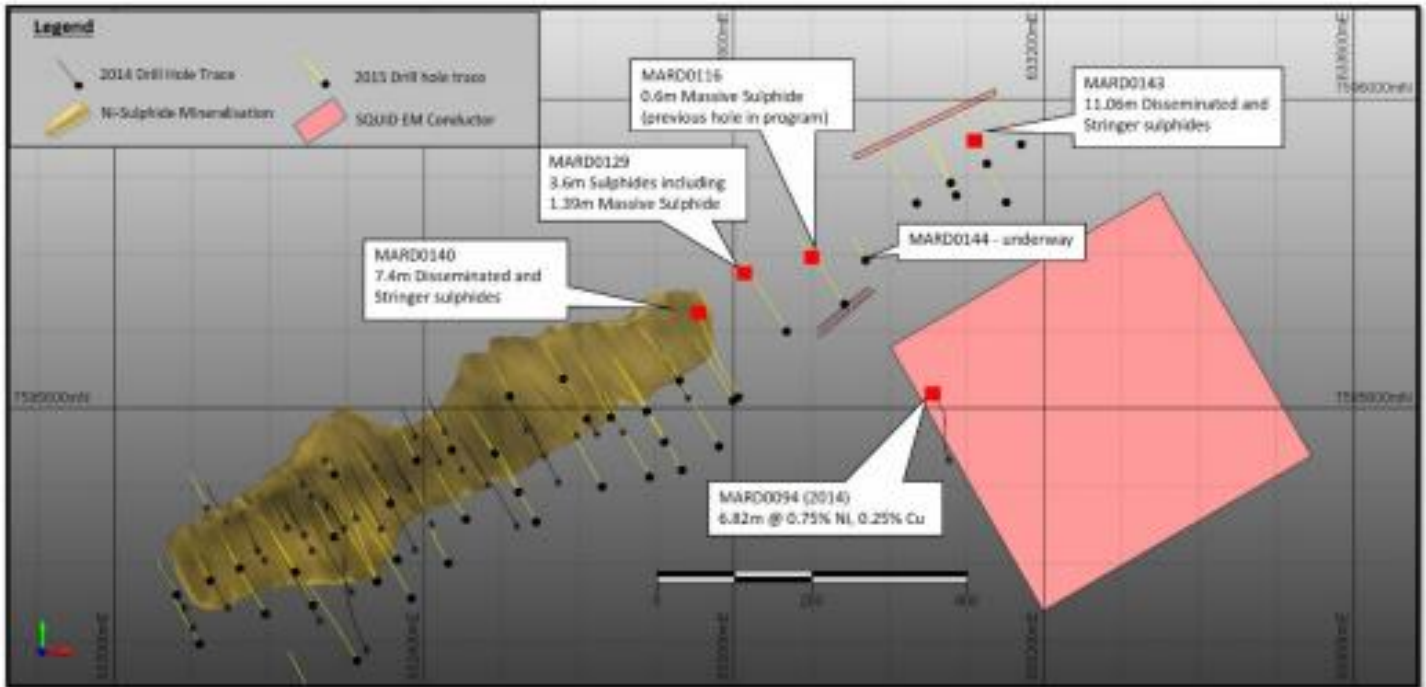 Legend
2014 Drill Hole Trace
2015 Drill hole trace
Ni-Sulphide Mineralisation
SQUID EM Conductor
MARD0116
0.6m Massive Sulphide
(previous hole in program)
MARD0143
11.06m Disseminated and
Stringer sulphides
MARD0129
3.6m Sulphides including
1.39m Massive Sulphide
MARD0144 - underway
MARD0140
7.4m Disseminated and
Stringer sulphides
MARD0094 (2014)
6.82m @ 0.75% Ni, 0.25% Cu
0
200
400